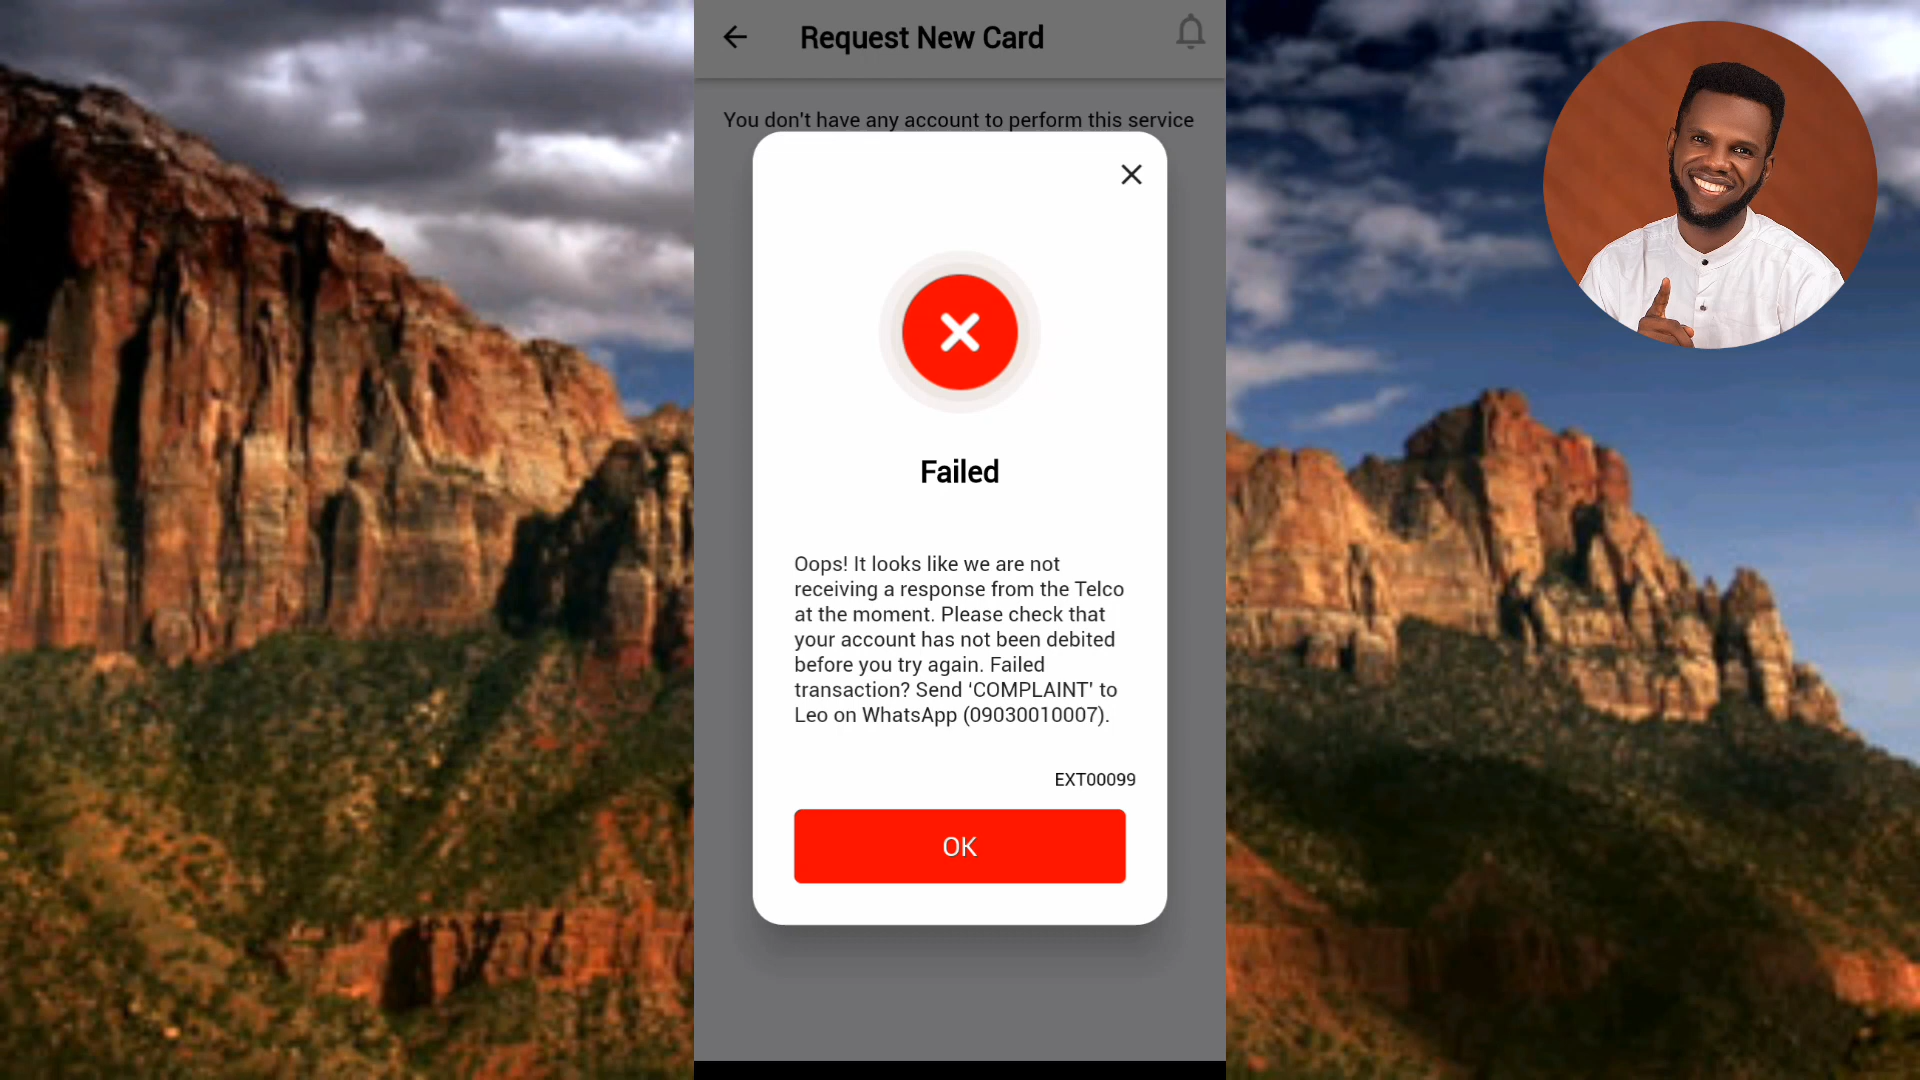 Request New Card
You don't have any account to perform this service
Failed
Oops! It looks like we are not
receiving a response from the Telco
at the moment. Please check that
your account has not been debited
before you try again. Failed
transaction? Send ‘COMPLAINT’ to
Leo on WhatsApp (09030010007).
EXT00099
OK